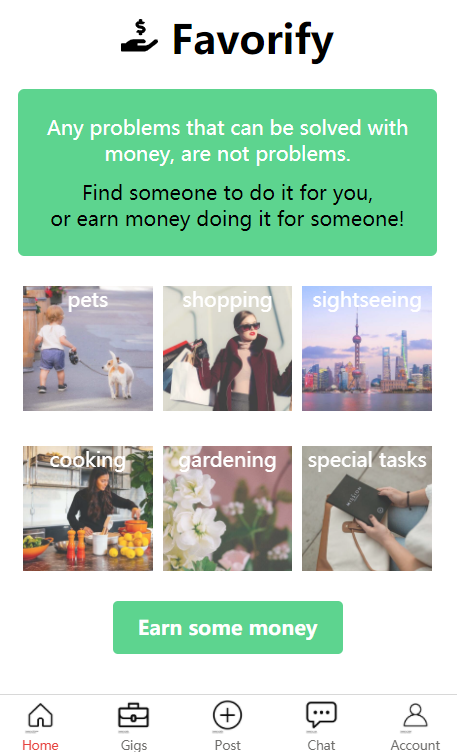 Favorify
Any problems that can be solved with
money, are not problems.
Find someone to do it for you,
or earn money doing it for someone!
pets
shopping
sightseeing
cooking
gardening
special tasks
Earn some money
Home
Gigs
Post
Chat
Account